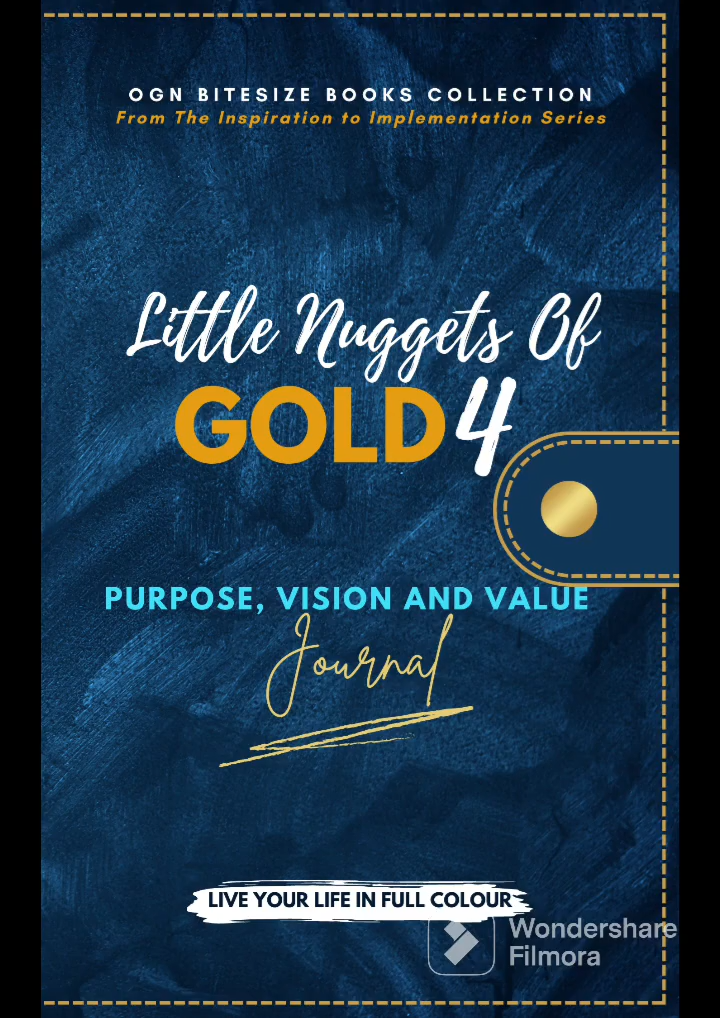 OGN BITESIZE BOOKS COLLECTION
From The Inspiration to Implementation Series
Little Nuggets Of
GOLD 4
PURPOSE, VISION AND VALUE
Journal
LIVE YOUR LIFE IN FULL COLOUR
Wondershare
Filmora